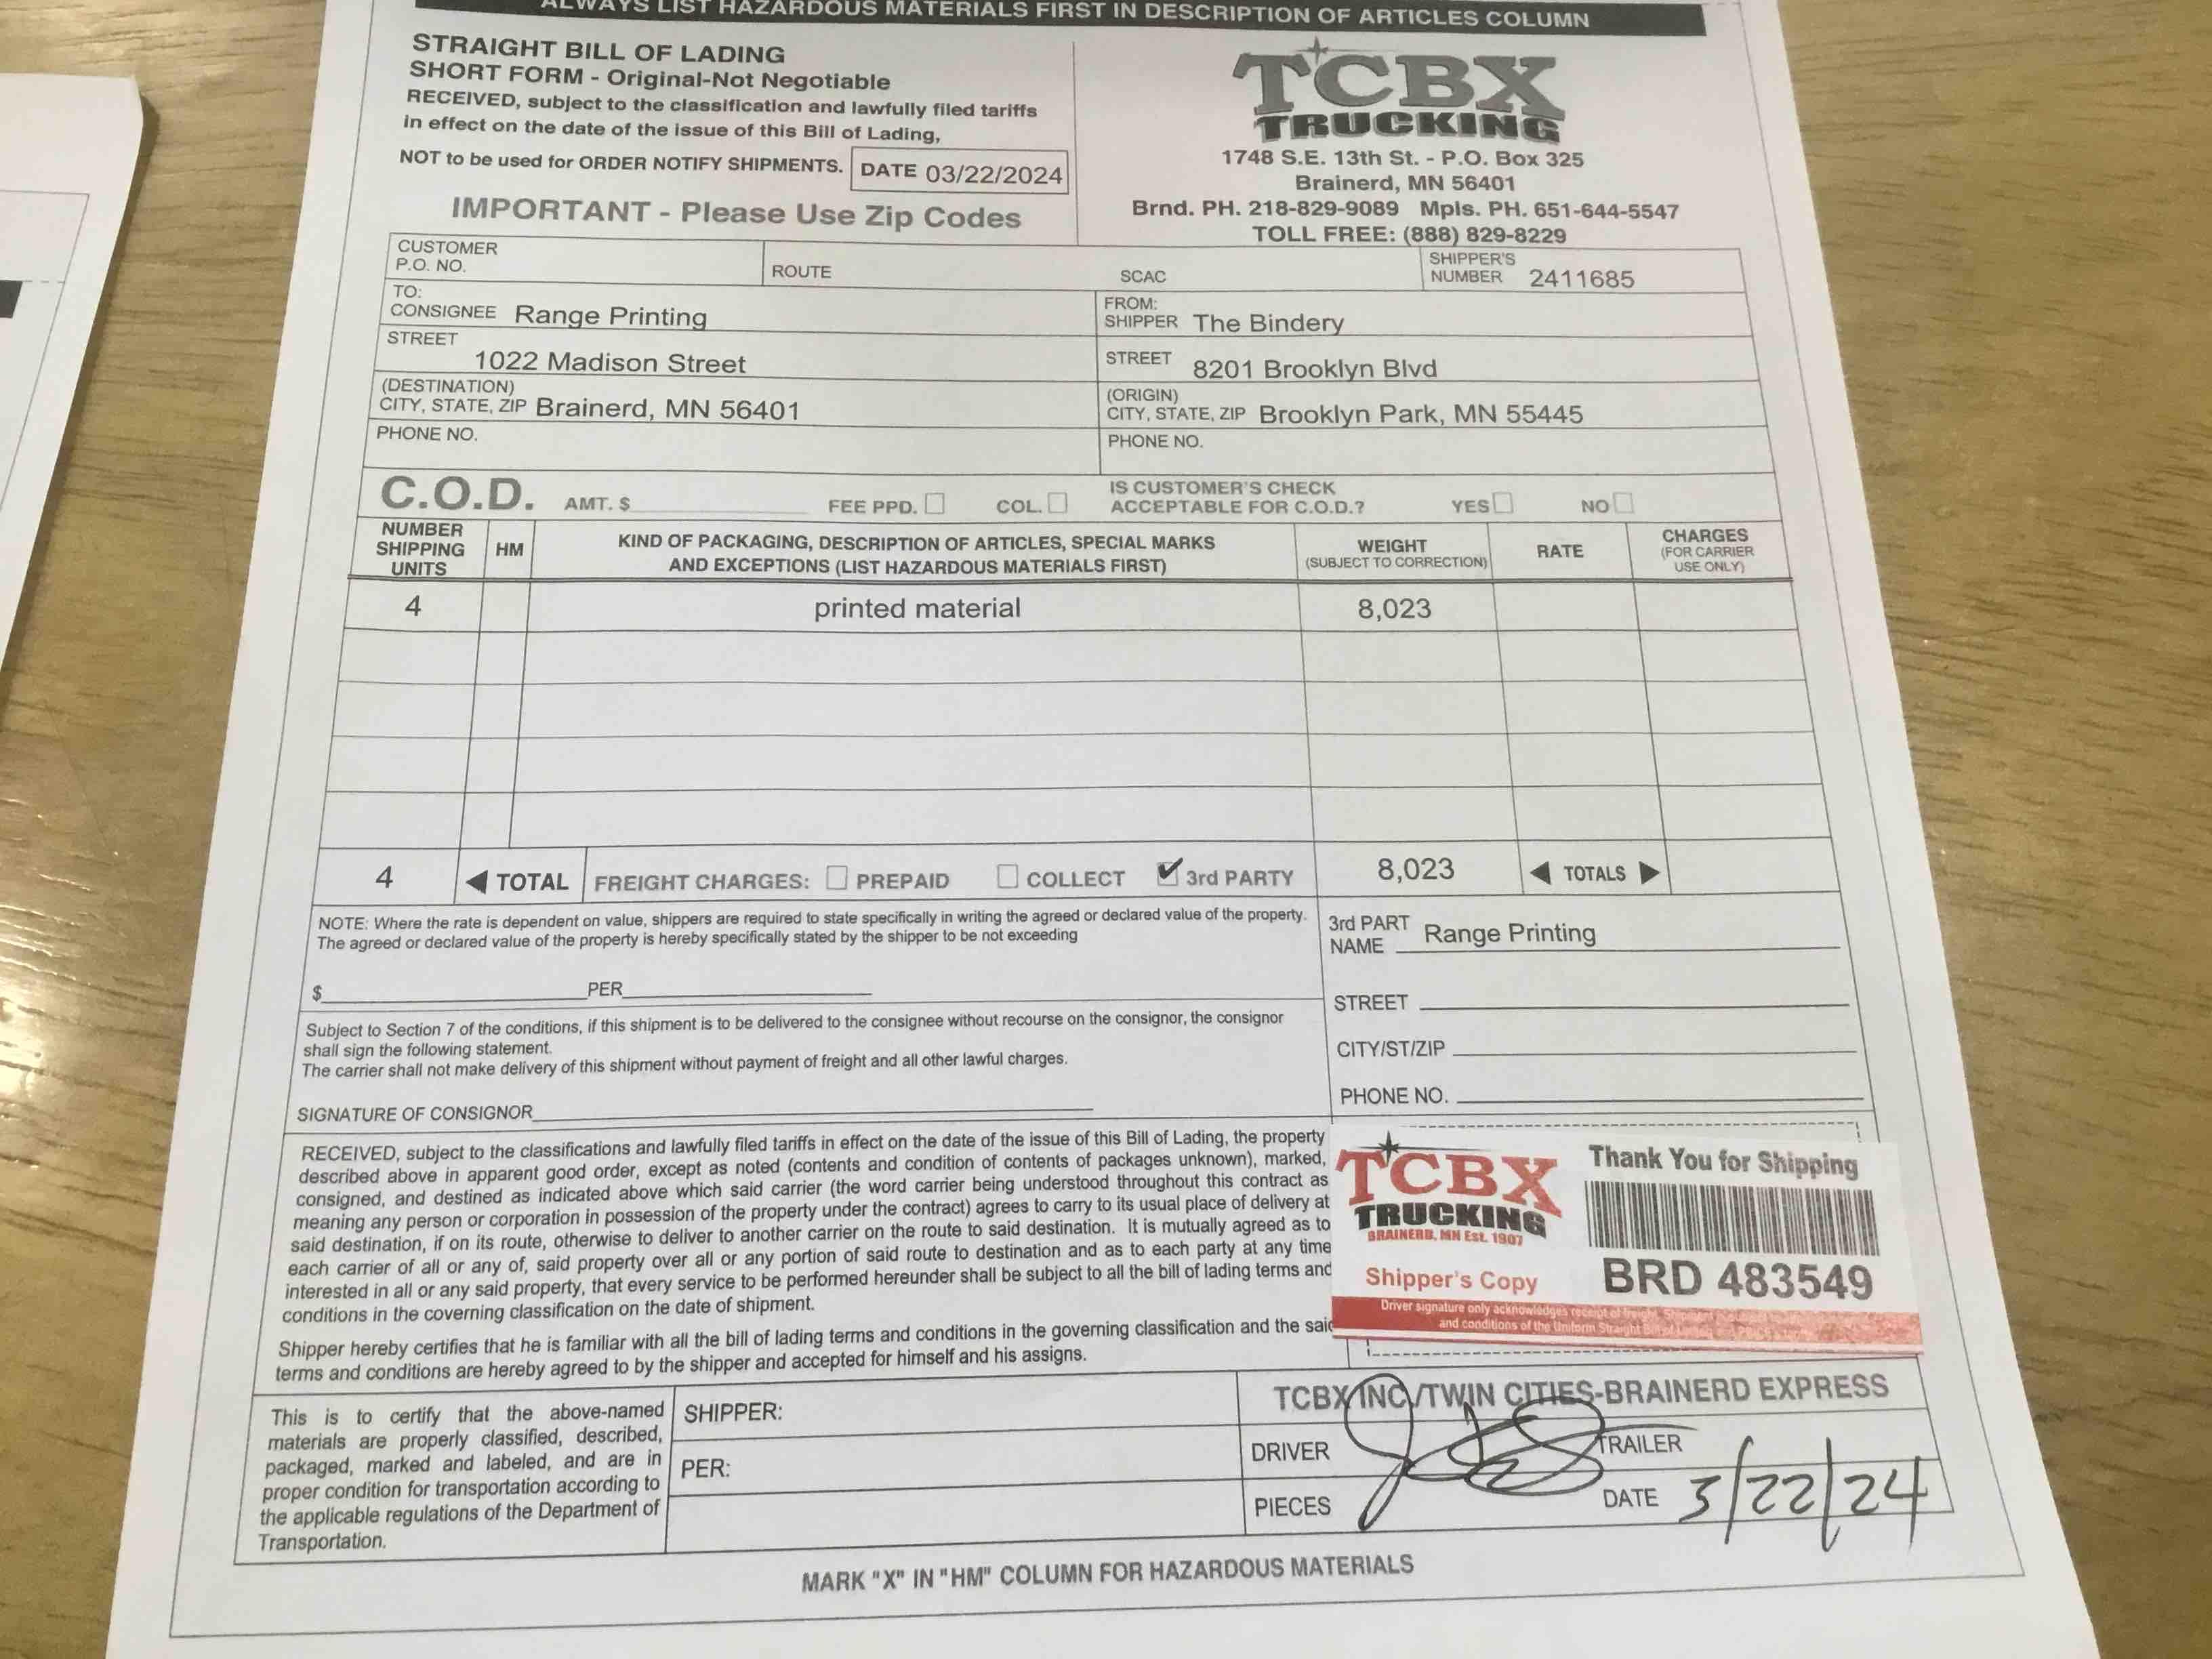 ALWAYS LIST HAZARDOUS MATERIALS FIRST IN DESCRIPTION OF ARTICLES COLUMN
STRAIGHT BILL OF LADING
SHORT FORM - Original-Not Negotiable
RECEIVED, subject to the classification and lawfully filed tariffs
in effect on the date of the issue of this Bill of Lading,
NOT to be used for ORDER NOTIFY SHIPMENTS. DATE 03/22/2024
IMPORTANT - Please Use Zip Codes
TCBX
TRUCKING
1748 S.E. 13th St. - P.O. Box 325
Brainerd, MN 56401
Brnd. PH. 218-829-9089 Mpls. PH. 651-644-5547
TOLL FREE: (888) 829-8229
CUSTOMER
P.O. NO.
ROUTE
SCAC
SHIPPER'S
NUMBER 2411685
TO:
CONSIGNEE Range Printing
FROM:
SHIPPER The Bindery
STREET
1022 Madison Street
STREET 8201 Brooklyn Blvd
(DESTINATION)
CITY, STATE, ZIP Brainerd, MN 56401
(ORIGIN)
CITY, STATE, ZIP Brooklyn Park, MN 55445
PHONE NO.
PHONE NO.
C.O.D. AMT. $ FEE PPD. COL.
IS CUSTOMER'S CHECK
ACCEPTABLE FOR C.O.D.? YES NO
NUMBER
SHIPPING
UNITS
HM
KIND OF PACKAGING, DESCRIPTION OF ARTICLES, SPECIAL MARKS
AND EXCEPTIONS (LIST HAZARDOUS MATERIALS FIRST)
WEIGHT
(SUBJECT TO CORRECTION)
RATE
CHARGES
(FOR CARRIER
USE ONLY)
4 printed material 8,023
4 ◀ TOTAL FREIGHT CHARGES: ☐ PREPAID ☐ COLLECT ✔ 3rd PARTY 8,023 ◀ TOTALS ▶
NOTE: Where the rate is dependent on value, shippers are required to state specifically in writing the agreed or declared value of the property.
The agreed or declared value of the property is hereby specifically stated by the shipper to be not exceeding
$ PER
3rd PART
NAME Range Printing
STREET
CITY/ST/ZIP
PHONE NO.
Subject to Section 7 of the conditions, if this shipment is to be delivered to the consignee without recourse on the consignor, the consignor
shall sign the following statement.
The carrier shall not make delivery of this shipment without payment of freight and all other lawful charges.
SIGNATURE OF CONSIGNOR
RECEIVED, subject to the classifications and lawfully filed tariffs in effect on the date of the issue of this Bill of Lading, the property
described above in apparent good order, except as noted (contents and condition of contents of packages unknown), marked,
consigned, and destined as indicated above which said carrier (the word carrier being understood throughout this contract as
meaning any person or corporation in possession of the property under the contract) agrees to carry to its usual place of delivery at
said destination, if on its route, otherwise to deliver to another carrier on the route to said destination. It is mutually agreed as to
each carrier of all or any of, said property over all or any portion of said route to destination and as to each party at any time
interested in all or any said property, that every service to be performed hereunder shall be subject to all the bill of lading terms and
conditions in the covering classification on the date of shipment.
Shipper hereby certifies that he is familiar with all the bill of lading terms and conditions in the governing classification and the said
terms and conditions are hereby agreed to by the shipper and accepted for himself and his assigns.
TCBX
TRUCKING
BRAINERD, MN Est. 1907
Shipper's Copy
Thank You for Shipping
BRD 483549
Driver signature only acknowledges receipt of freight.
and conditions of the Uniform Straight
This is to certify that the above-named
materials are properly classified, described,
packaged, marked and labeled, and are in
proper condition for transportation according to
the applicable regulations of the Department of
Transportation.
SHIPPER:
PER:
TCBX INC./TWIN CITIES-BRAINERD EXPRESS
DRIVER TRAILER
PIECES DATE 3/22/24
MARK "X" IN "HM" COLUMN FOR HAZARDOUS MATERIALS